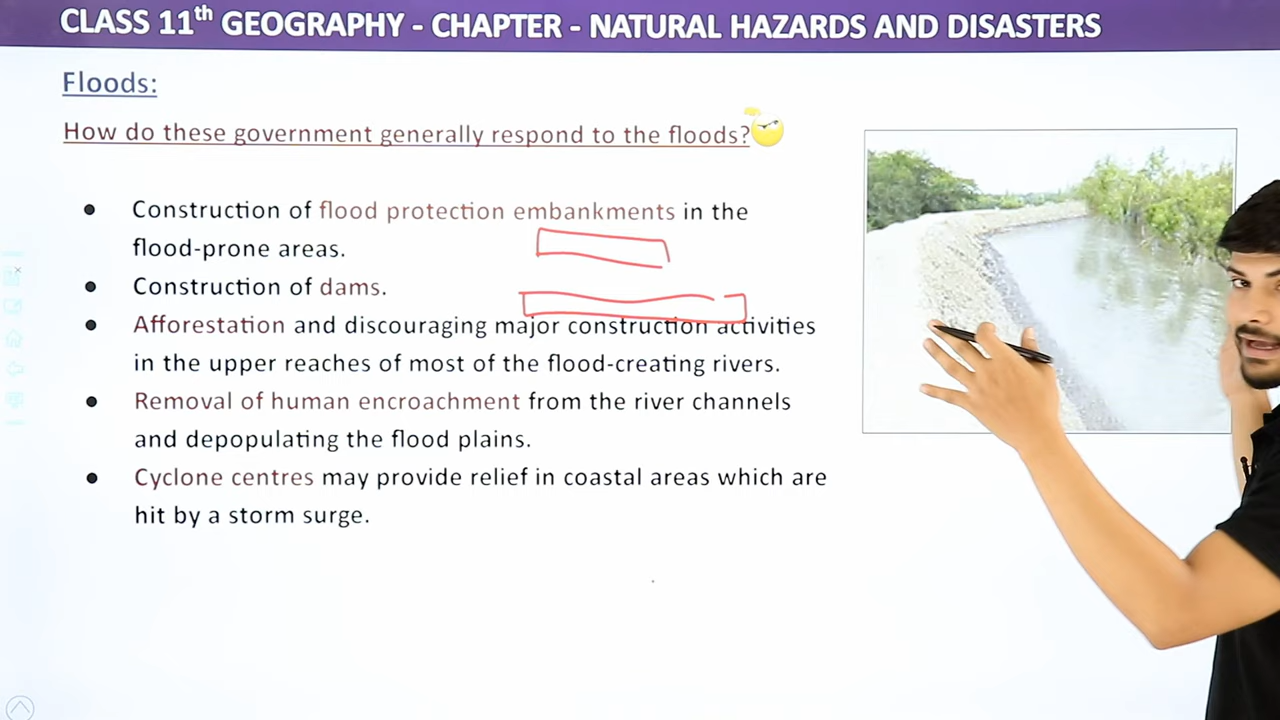 CLASS 11th GEOGRAPHY - CHAPTER - NATURAL HAZARDS AND DISASTERS
Floods:
How do these government generally respond to the floods?
● Construction of flood protection embankments in the
flood-prone areas.
● Construction of dams.
● Afforestation and discouraging major construction activities
in the upper reaches of most of the flood-creating rivers.
● Removal of human encroachment from the river channels
and depopulating the flood plains.
● Cyclone centres may provide relief in coastal areas which are
hit by a storm surge.